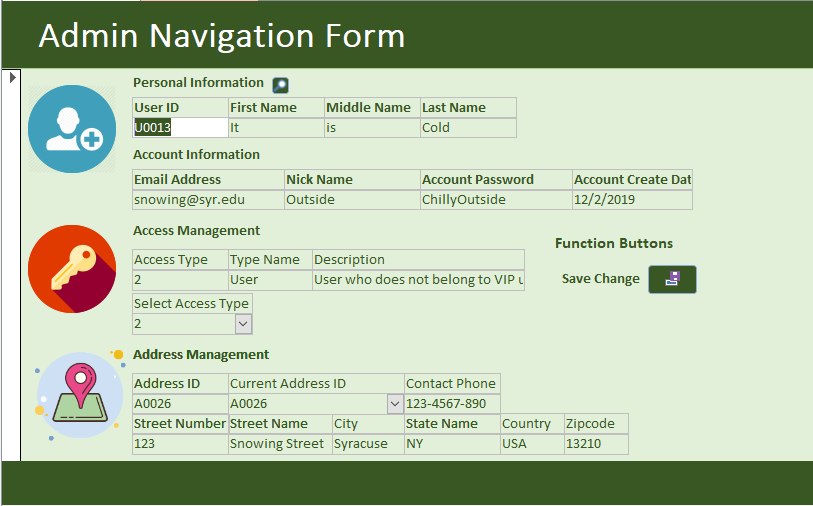 Admin Navigation Form
Personal Information
User ID First Name Middle Name Last Name
U0013 It is Cold
Account Information
Email Address Nick Name Account Password Account Create Dat
snowing@syr.edu Outside ChillyOutside 12/2/2019
Access Management
Access Type Type Name Description
2 User User who does not belong to VIP u
Select Access Type
2
Function Buttons
Save Change
Address Management
Address ID Current Address ID Contact Phone
A0026 A0026 123-4567-890
Street Number Street Name City State Name Country Zipcode
123 Snowing Street Syracuse NY USA 13210